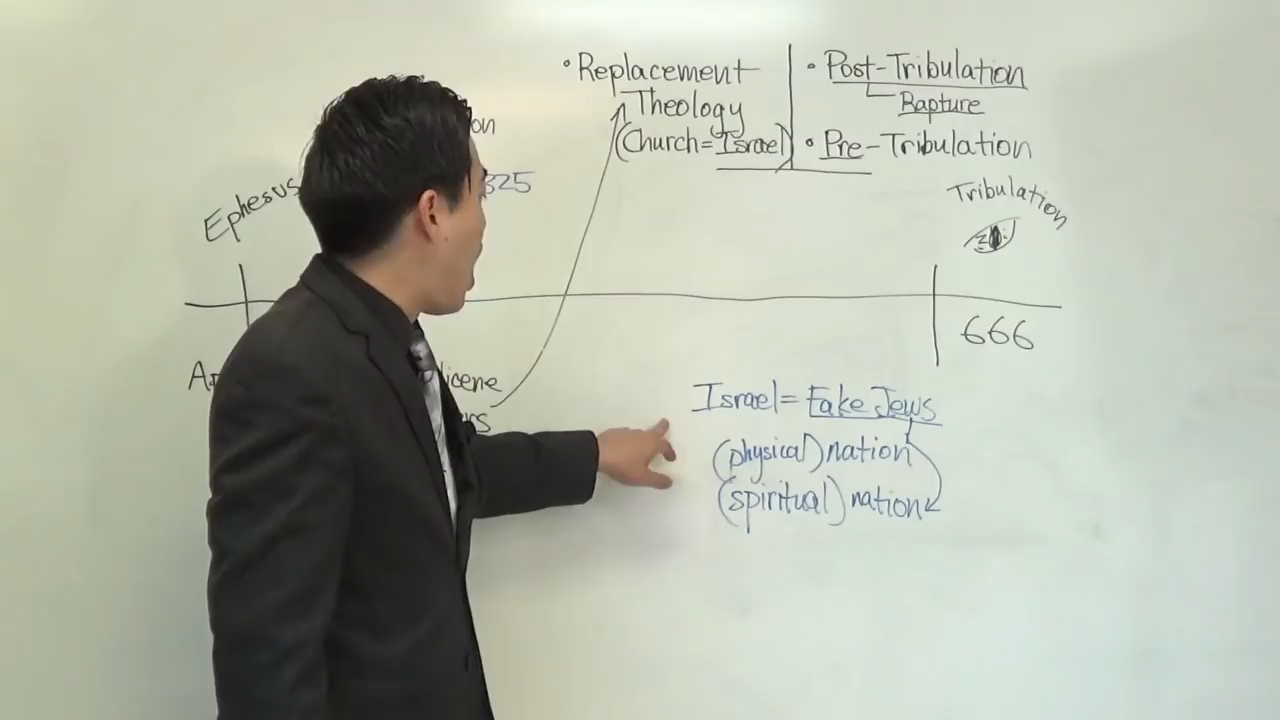 • Replacement
Theology
(Church = Israel)
• Post-Tribulation
Rapture
• Pre-Tribulation
Tribulation
325
Ephesus
666
Israel = Fake Jews
(physical) nation
(spiritual) nation